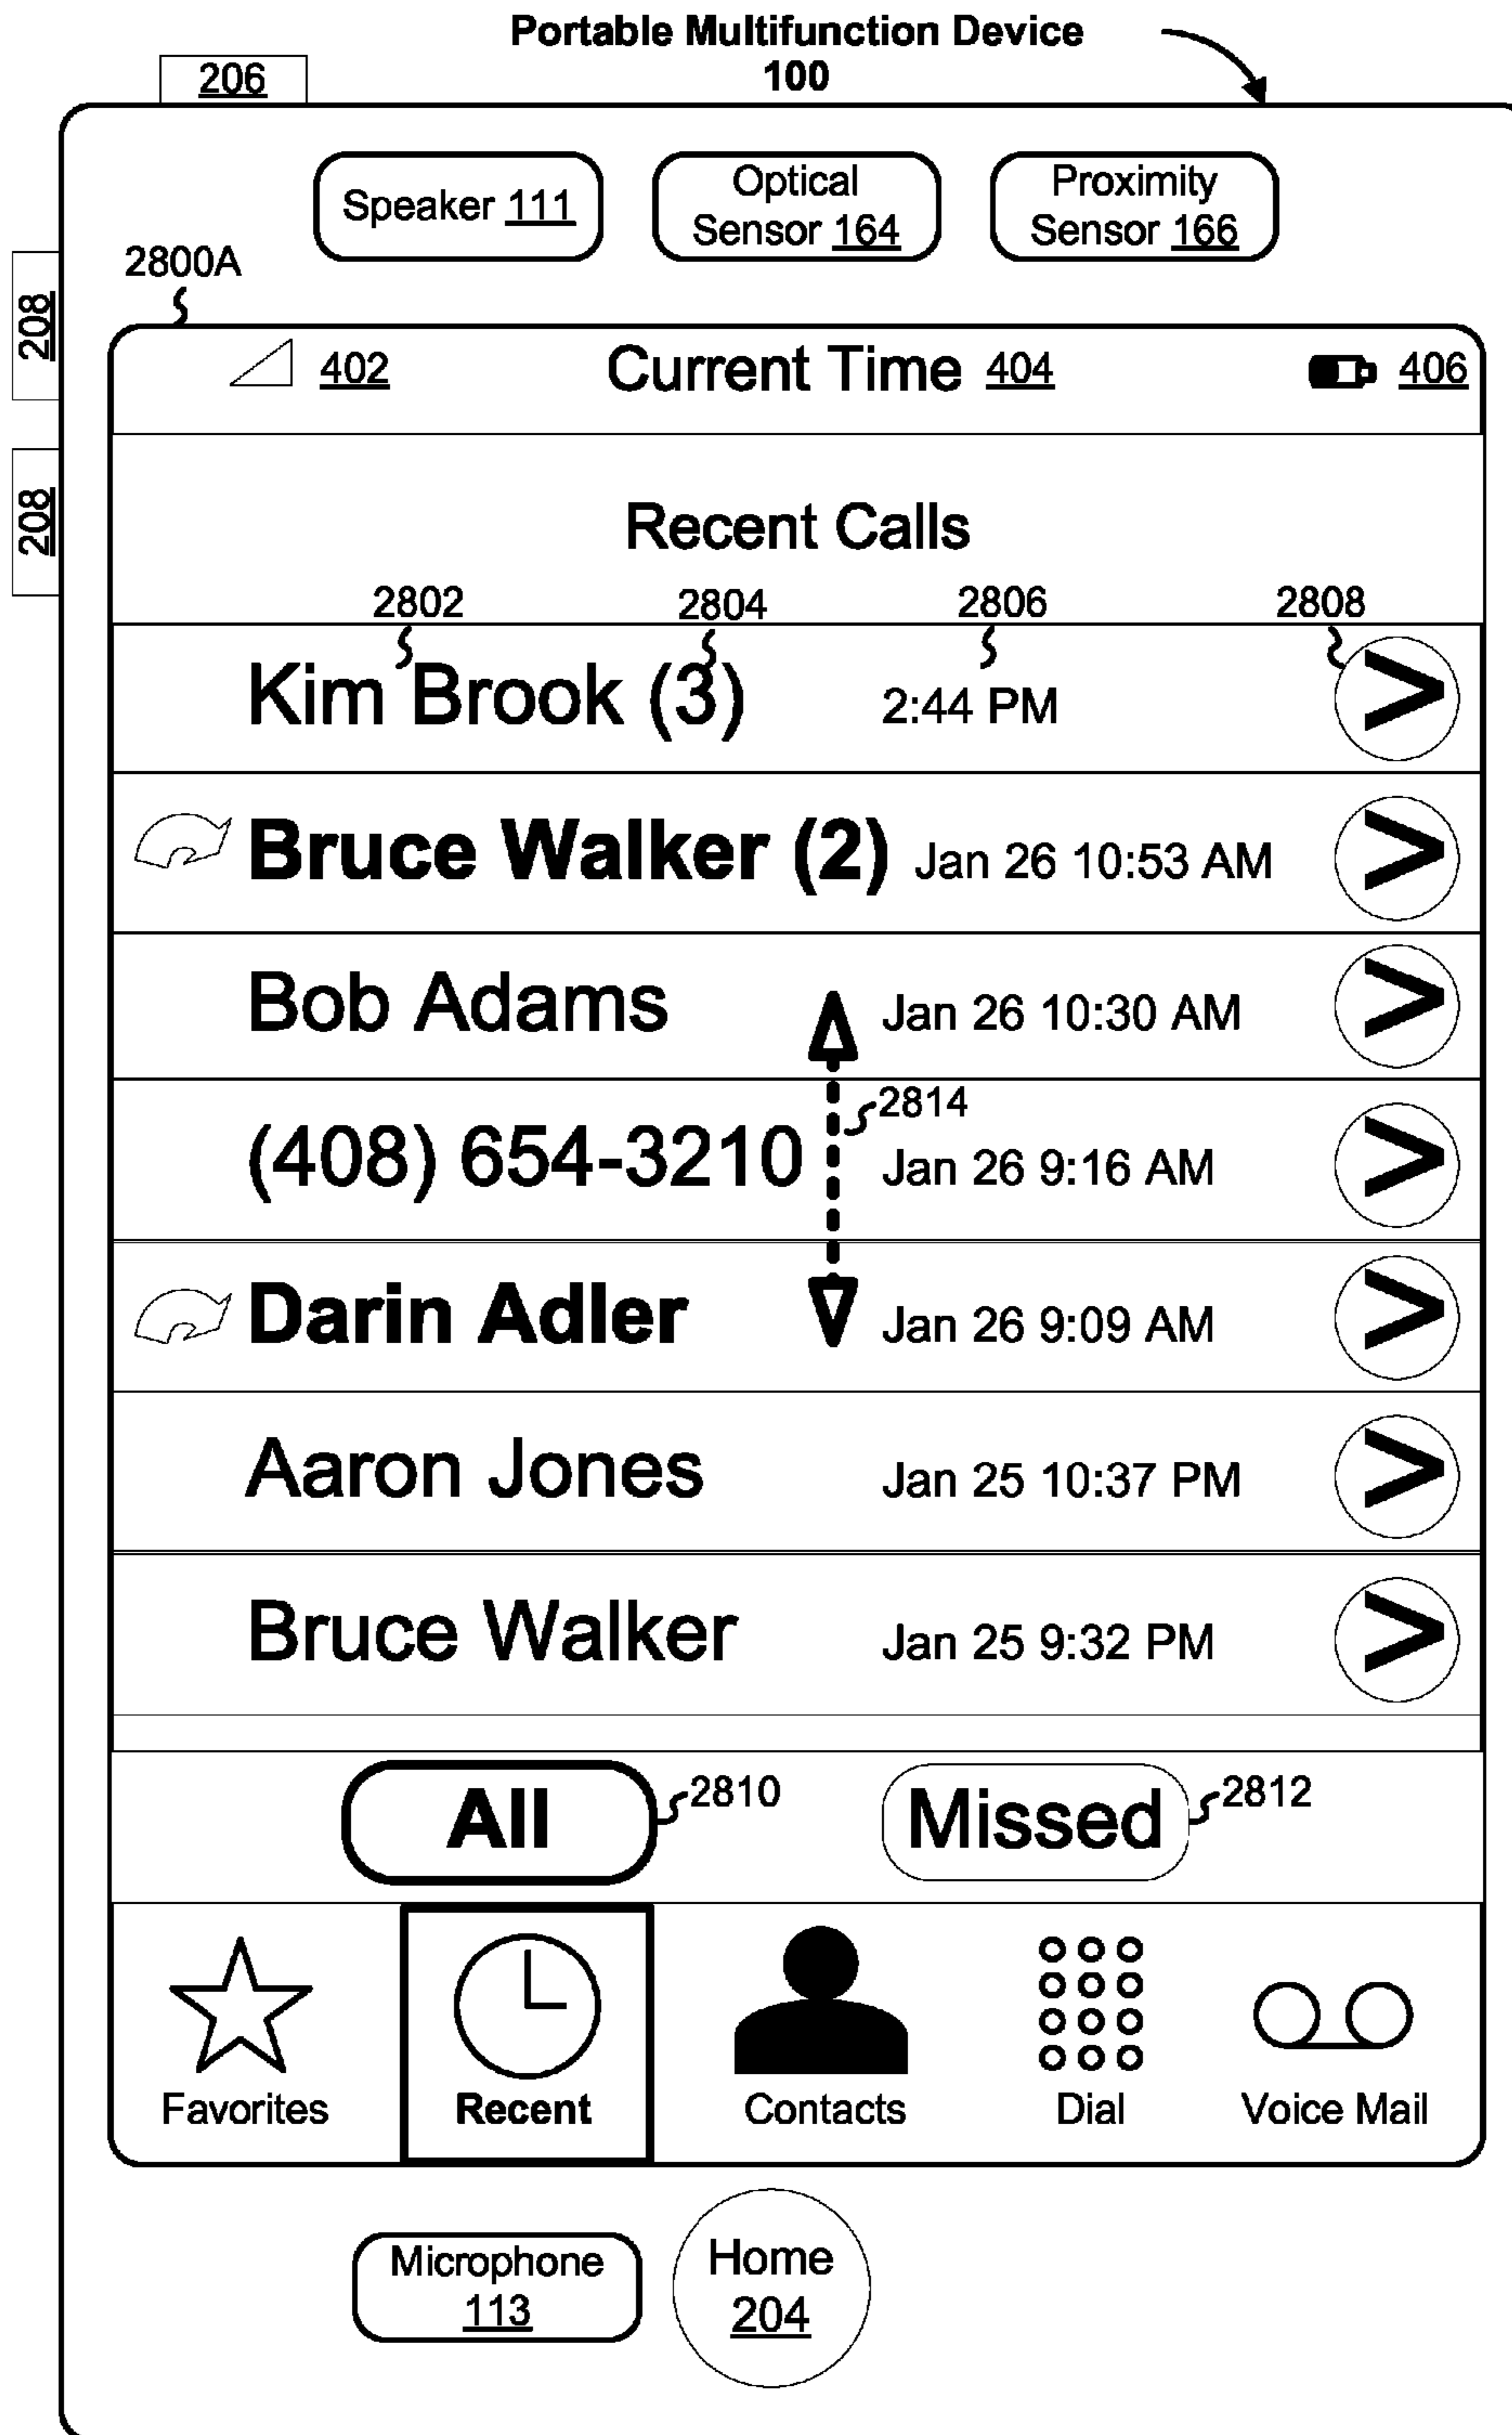 Portable Multifunction Device
100
206
Speaker 111
Optical
Sensor 164
Proximity
Sensor 166
2800A
208
208
402
Current Time 404
406
Recent Calls
2802 2804 2806 2808
Kim Brook (3) 2:44 PM >
Bruce Walker (2) Jan 26 10:53 AM >
Bob Adams Jan 26 10:30 AM >
2814
(408) 654-3210 Jan 26 9:16 AM >
Darin Adler Jan 26 9:09 AM >
Aaron Jones Jan 25 10:37 PM >
Bruce Walker Jan 25 9:32 PM >
All 2810 Missed 2812
Favorites Recent Contacts Dial Voice Mail
Microphone
113
Home
204